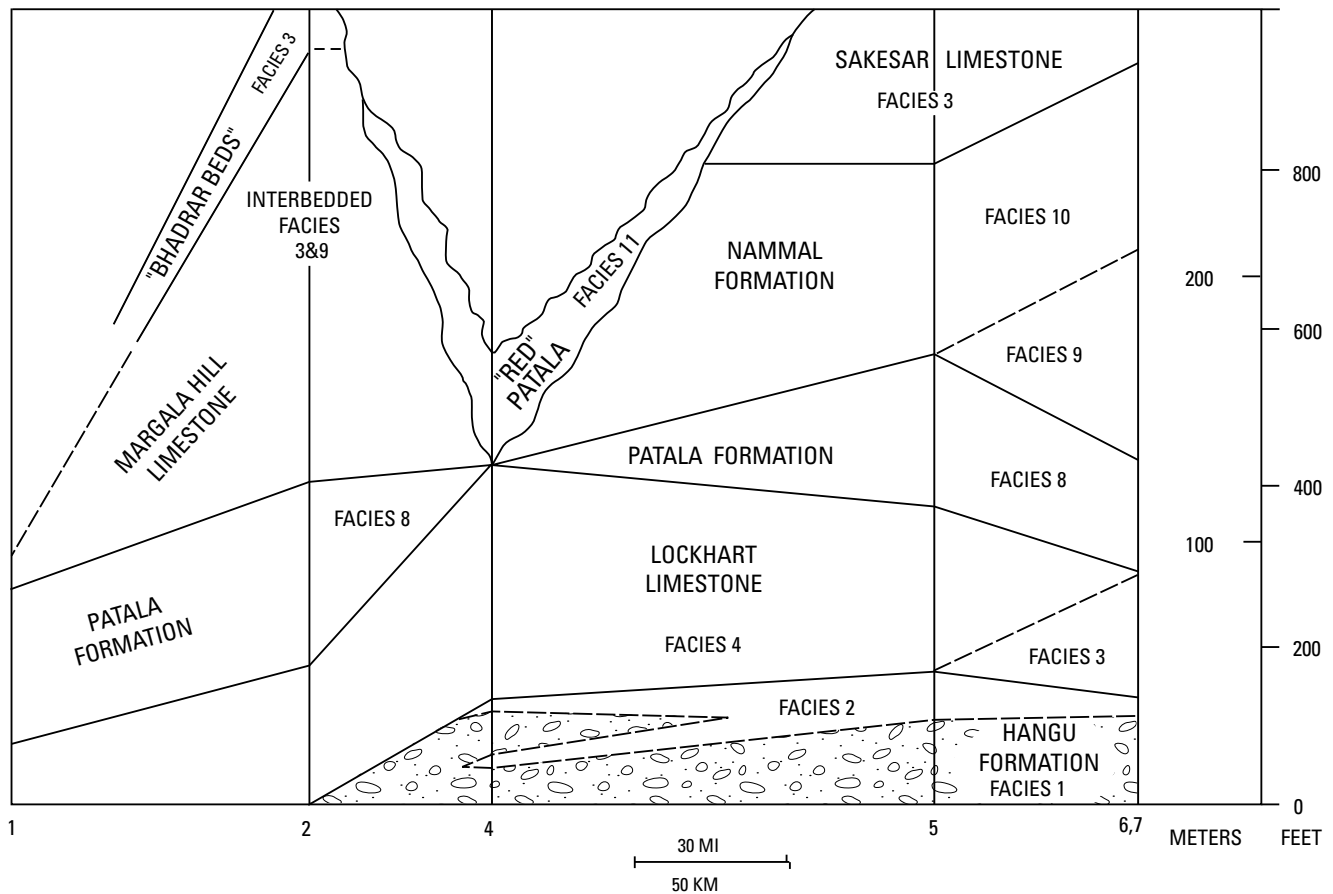 "BHADRAR BEDS"
FACIES 3
INTERBEDDED
FACIES
3&9
MARGALA HILL
LIMESTONE
PATALA
FORMATION
FACIES 8
"RED"
PATALA
FACIES 11
SAKESAR LIMESTONE
FACIES 3
NAMMAL
FORMATION
FACIES 10
FACIES 9
PATALA FORMATION
FACIES 8
LOCKHART
LIMESTONE
FACIES 4
FACIES 3
FACIES 2
HANGU
FORMATION
FACIES 1
800
200
600
400
100
200
0
1
2
4
5
6,7
METERS
FEET
30 MI
50 KM